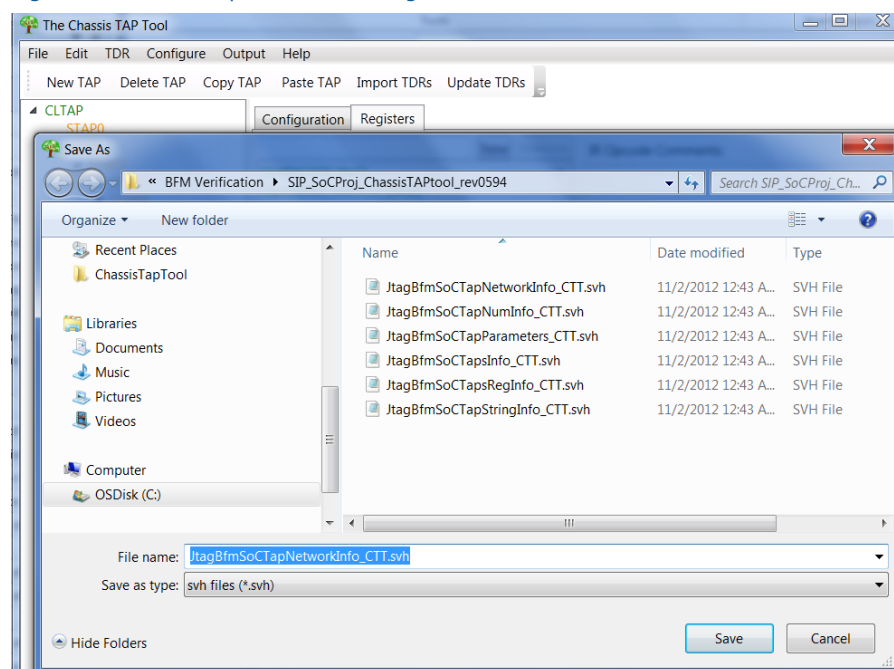 The Chassis TAP Tool
File Edit TDR Configure Output Help
New TAP Delete TAP Copy TAP Paste TAP Import TDRs Update TDRs
CLTAP
STAP0
Configuration Registers
Save As
« BFM Verification SIP_SoCProj_ChassisTAPtool_rev0594 Search SIP_SoCProj_Ch...
Organize New folder
Recent Places
ChassisTapTool
Libraries
Documents
Music
Pictures
Videos
Computer
OSDisk (C:)
Name Date modified Type
JtagBfmSoCTapNetworkInfo_CTT.svh 11/2/2012 12:43 A... SVH File
JtagBfmSoCTapNumInfo_CTT.svh 11/2/2012 12:43 A... SVH File
JtagBfmSoCTapParameters_CTT.svh 11/2/2012 12:43 A... SVH File
JtagBfmSoCTapsInfo_CTT.svh 11/2/2012 12:43 A... SVH File
JtagBfmSoCTapsRegInfo_CTT.svh 11/2/2012 12:43 A... SVH File
JtagBfmSoCTapStringInfo_CTT.svh 11/2/2012 12:43 A... SVH File
File name: JtagBfmSoCTapNetworkInfo_CTT.svh
Save as type: svh files (*.svh)
Hide Folders Save Cancel